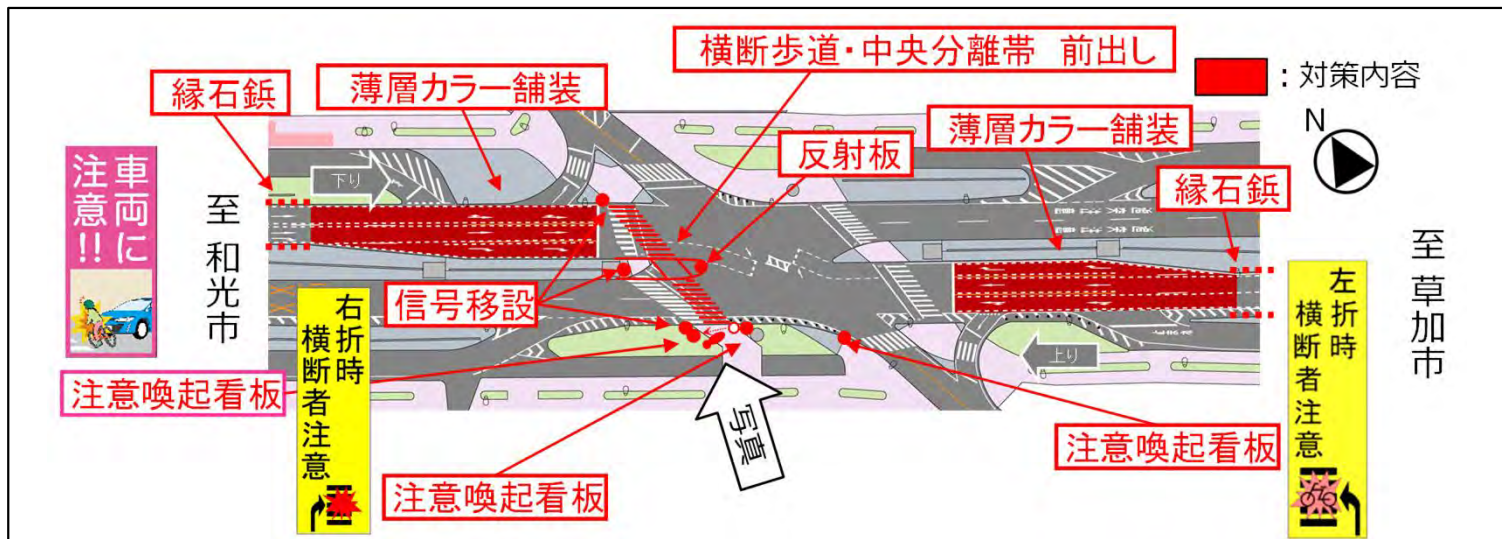 横断歩道・中央分離帯 前出し
：対策内容
縁石鋲
薄層カラー舗装
薄層カラー舗装
反射板
縁石鋲
N
下り
車両に
注意!!
至 和光市
至 草加市
信号移設
上り
右折時
横断者注意
左折時
横断者注意
注意喚起看板
写真
注意喚起看板
注意喚起看板